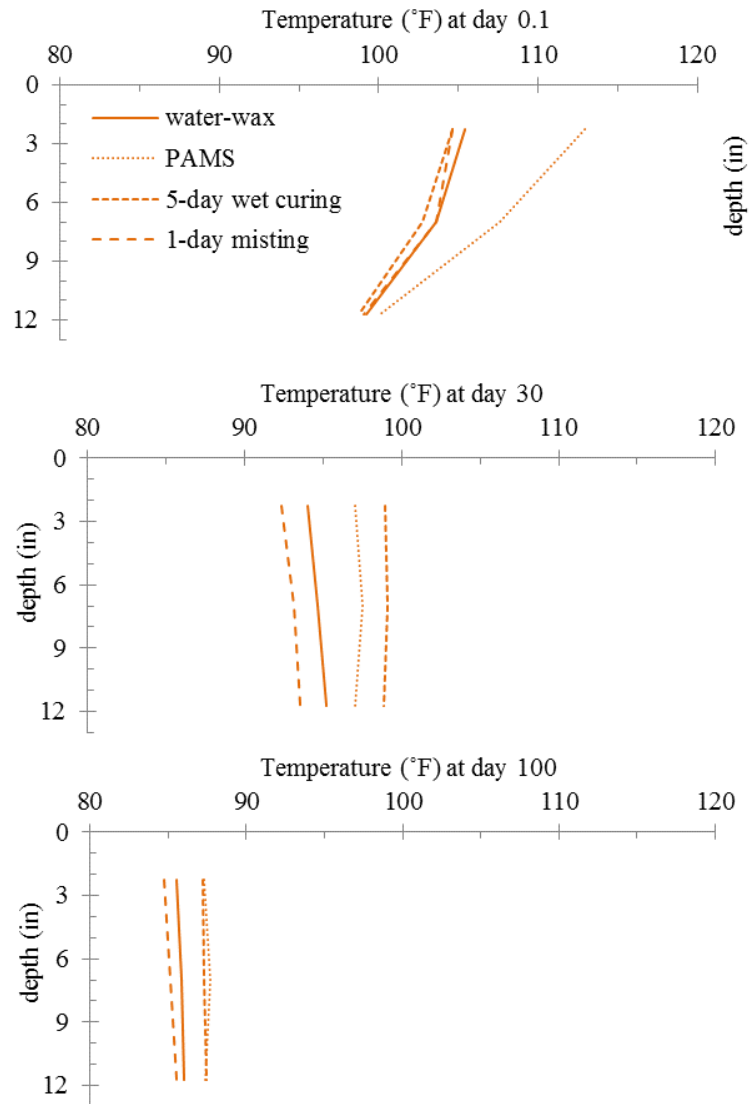 Temperature (˚F) at day 0.1
80 90 100 110 120
0
3
6
9
12
water-wax
PAMS
5-day wet curing
1-day misting
depth (in)
Temperature (˚F) at day 30
80 90 100 110 120
0
3
6
9
12
depth (in)
Temperature (˚F) at day 100
80 90 100 110 120
0
3
6
9
12
depth (in)